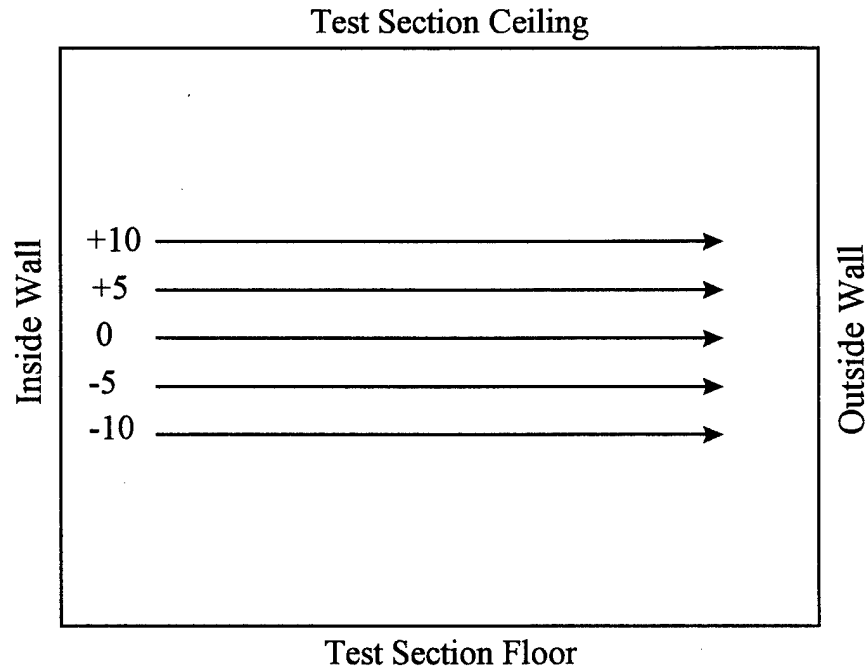 Test Section Ceiling
Inside Wall
+10
+5
0
-5
-10
Outside Wall
Test Section Floor